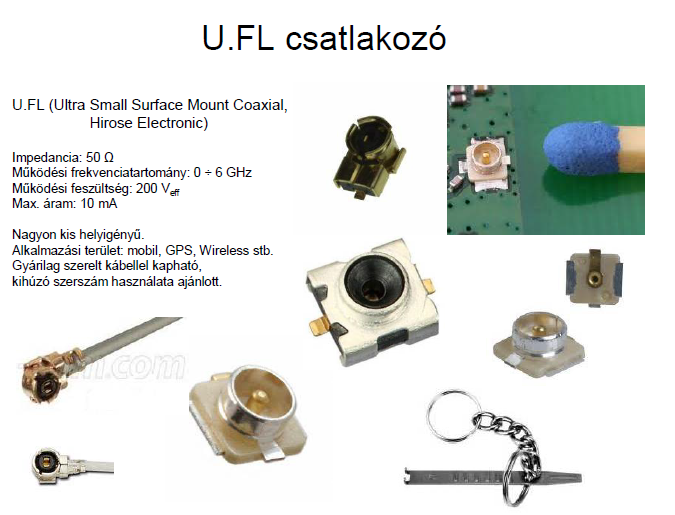 U.FL csatlakozó
U.FL (Ultra Small Surface Mount Coaxial,
Hirose Electronic)
Impedancia: 50 Ω
Működési frekvenciatartomány: 0 ÷ 6 GHz
Működési feszültség: 200 Veff
Max. áram: 10 mA
Nagyon kis helyigényű.
Alkalmazási terület: mobil, GPS, Wireless stb.
Gyárilag szerelt kábellel kapható,
kihúzó szerszám használata ajánlott.
.com